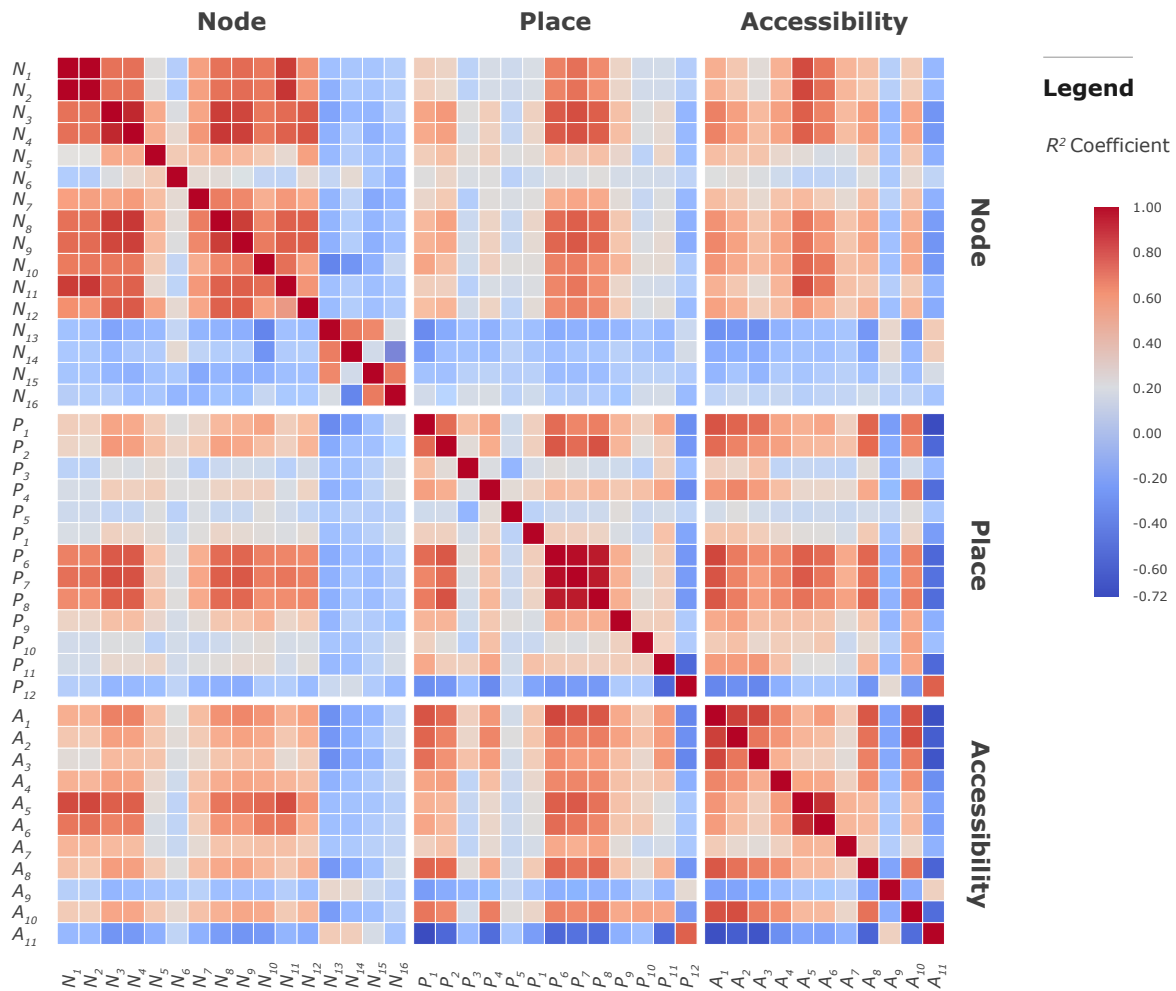 Node Place Accessibility
N1
N2
N3
N4
N5
N6
N7
N8
N9
N10
N11
N12
N13
N14
N15
N16
P1
P2
P3
P4
P5
P1
P6
P7
P8
P9
P10
P11
P12
A1
A2
A3
A4
A5
A6
A7
A8
A9
A10
A11
N1 N2 N3 N4 N5 N6 N7 N8 N9 N10 N11 N12 N13 N14 N15 N16 P1 P2 P3 P4 P5 P1 P6 P7 P8 P9 P10 P11 P12 A1 A2 A3 A4 A5 A6 A7 A8 A9 A10 A11
Node
Place
Accessibility
Legend
R² Coefficient
1.00
0.80
0.60
0.40
0.20
0.00
-0.20
-0.40
-0.60
-0.72